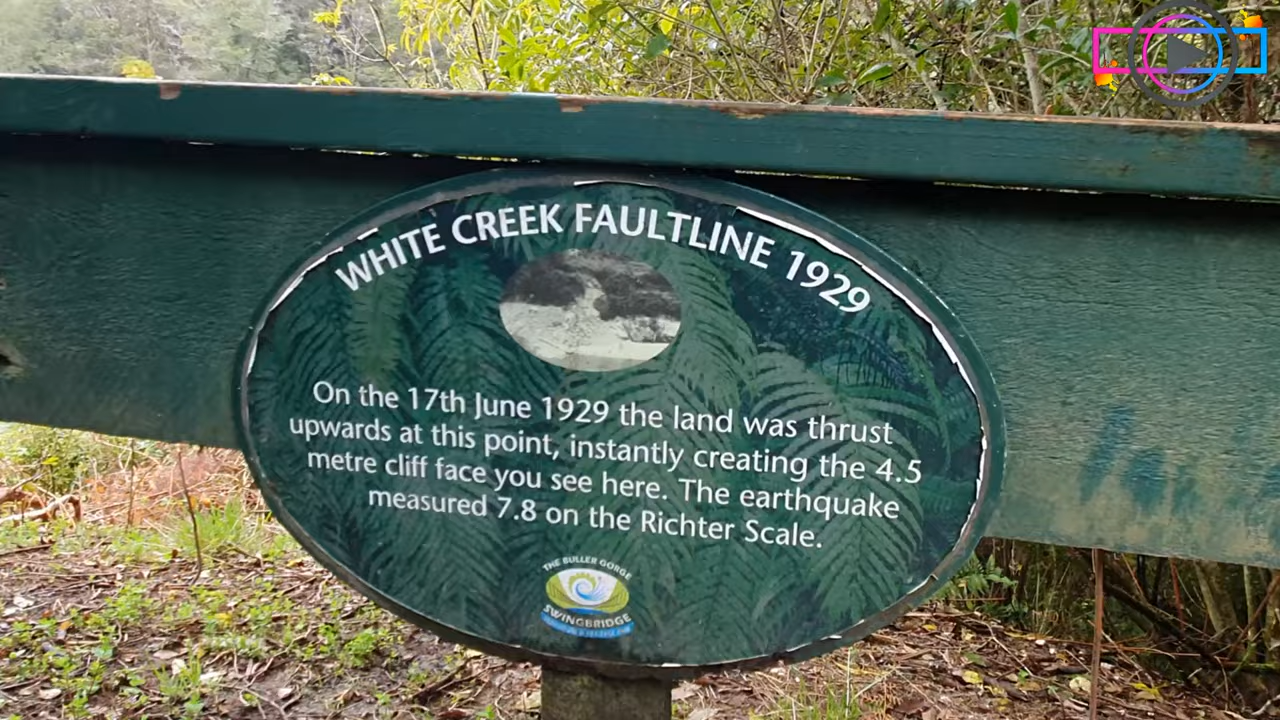 WHITE CREEK FAULTLINE 1929
On the 17th June 1929 the land was thrust
upwards at this point, instantly creating the 4.5
metre cliff face you see here. The earthquake
measured 7.8 on the Richter Scale.
THE BULLER GORGE
SWINGBRIDGE